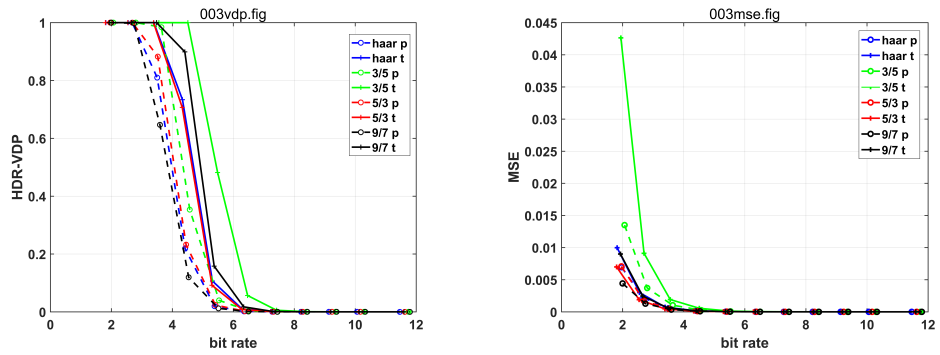 003vdp.fig
HDR-VDP
1
0.8
0.6
0.4
0.2
0
0 2 4 6 8 10 12
bit rate
haar p
haar t
3/5 p
3/5 t
5/3 p
5/3 t
9/7 p
9/7 t
003mse.fig
MSE
0.045
0.04
0.035
0.03
0.025
0.02
0.015
0.01
0.005
0
0 2 4 6 8 10 12
bit rate
haar p
haar t
3/5 p
3/5 t
5/3 p
5/3 t
9/7 p
9/7 t